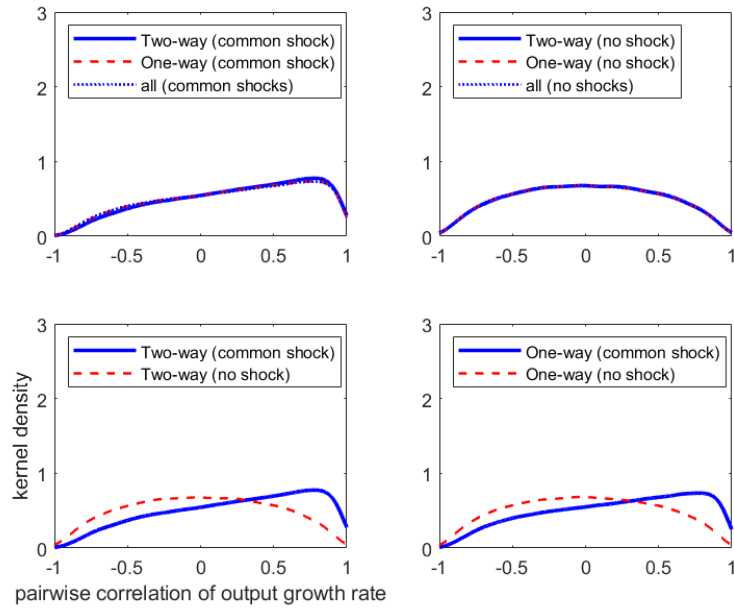 3
2
1
0
Two-way (common shock)
One-way (common shock)
all (common shocks)
-1 -0.5 0 0.5 1
3
2
1
0
Two-way (no shock)
One-way (no shock)
all (no shocks)
-1 -0.5 0 0.5 1
kernel density
3
2
1
0
Two-way (common shock)
Two-way (no shock)
-1 -0.5 0 0.5 1
pairwise correlation of output growth rate
3
2
1
0
One-way (common shock)
One-way (no shock)
-1 -0.5 0 0.5 1